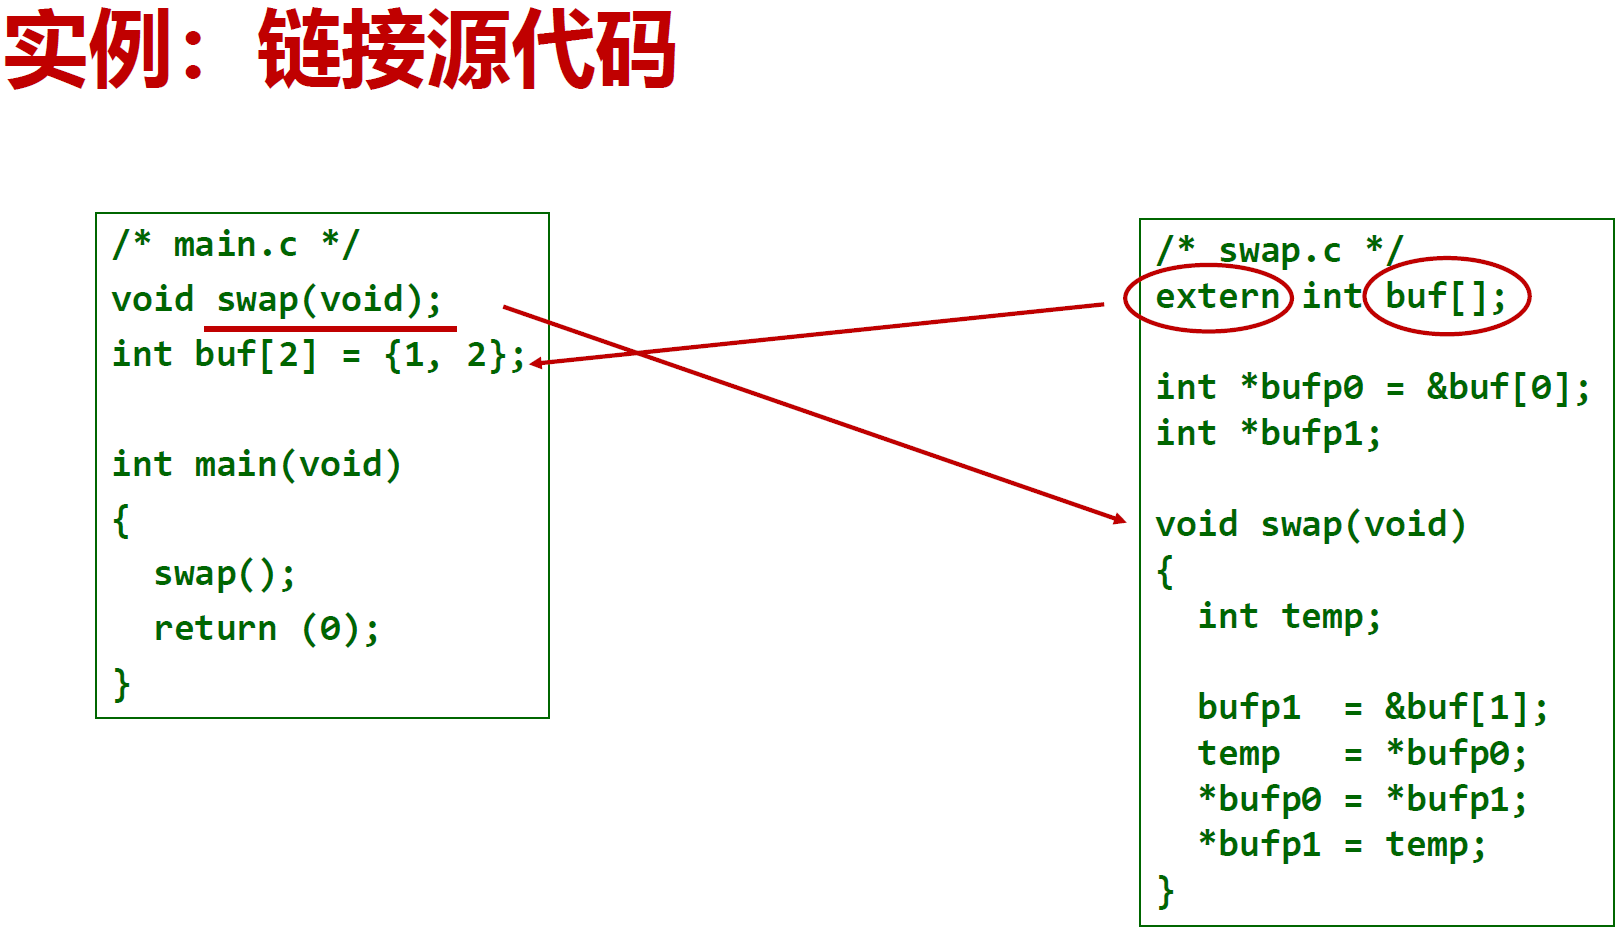 实例：链接源代码
/* main.c */
void swap(void);
int buf[2] = {1, 2};
int main(void)
{
  swap();
  return (0);
}
/* swap.c */
extern int buf[];
int *bufp0 = &buf[0];
int *bufp1;
void swap(void)
{
  int temp;
  bufp1  = &buf[1];
  temp   = *bufp0;
  *bufp0 = *bufp1;
  *bufp1 = temp;
}